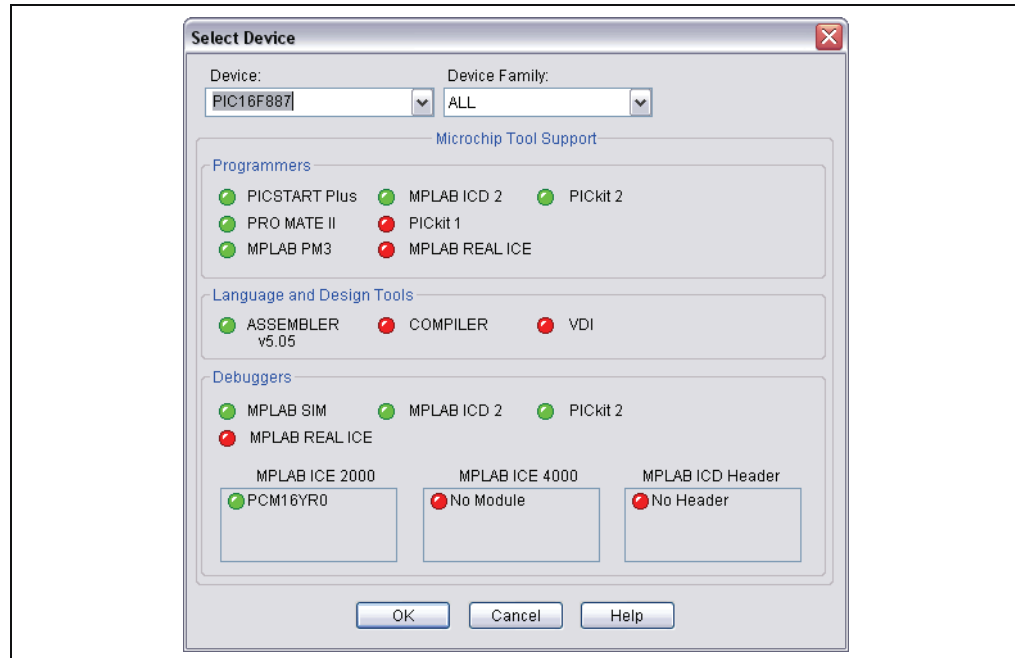 Select Device
Device: Device Family:
PIC16F887 ALL
Microchip Tool Support
Programmers
PICSTART Plus MPLAB ICD 2 PICkit 2
PRO MATE II PICkit 1
MPLAB PM3 MPLAB REAL ICE
Language and Design Tools
ASSEMBLER COMPILER VDI
v5.05
Debuggers
MPLAB SIM MPLAB ICD 2 PICkit 2
MPLAB REAL ICE
MPLAB ICE 2000 MPLAB ICE 4000 MPLAB ICD Header
PCM16YR0 No Module No Header
OK Cancel Help